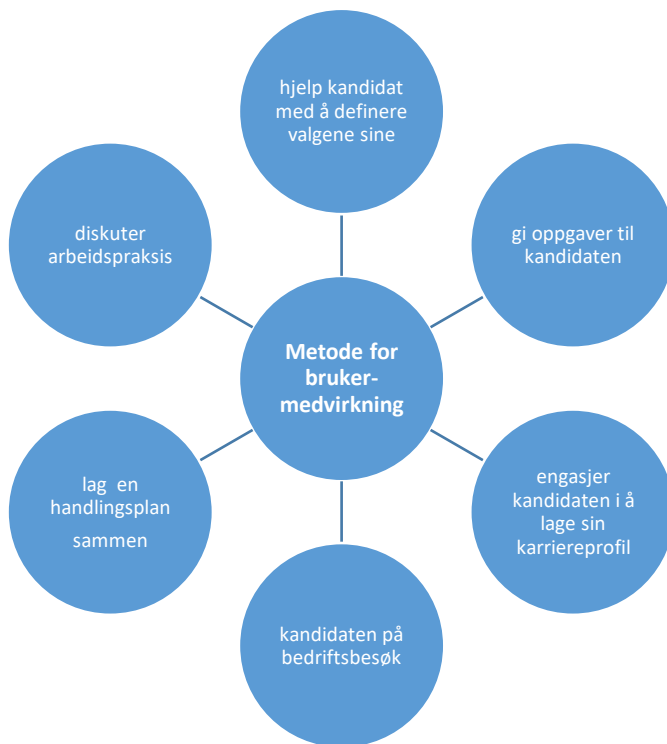 hjelp kandidat
med å definere
valgene sine
diskuter
arbeidspraksis
gi oppgaver til
kandidaten
Metode for
bruker-
medvirkning
lag en
handlingsplan
sammen
engasjer
kandidaten i å
lage sin
karriereprofil
kandidaten på
bedriftsbesøk